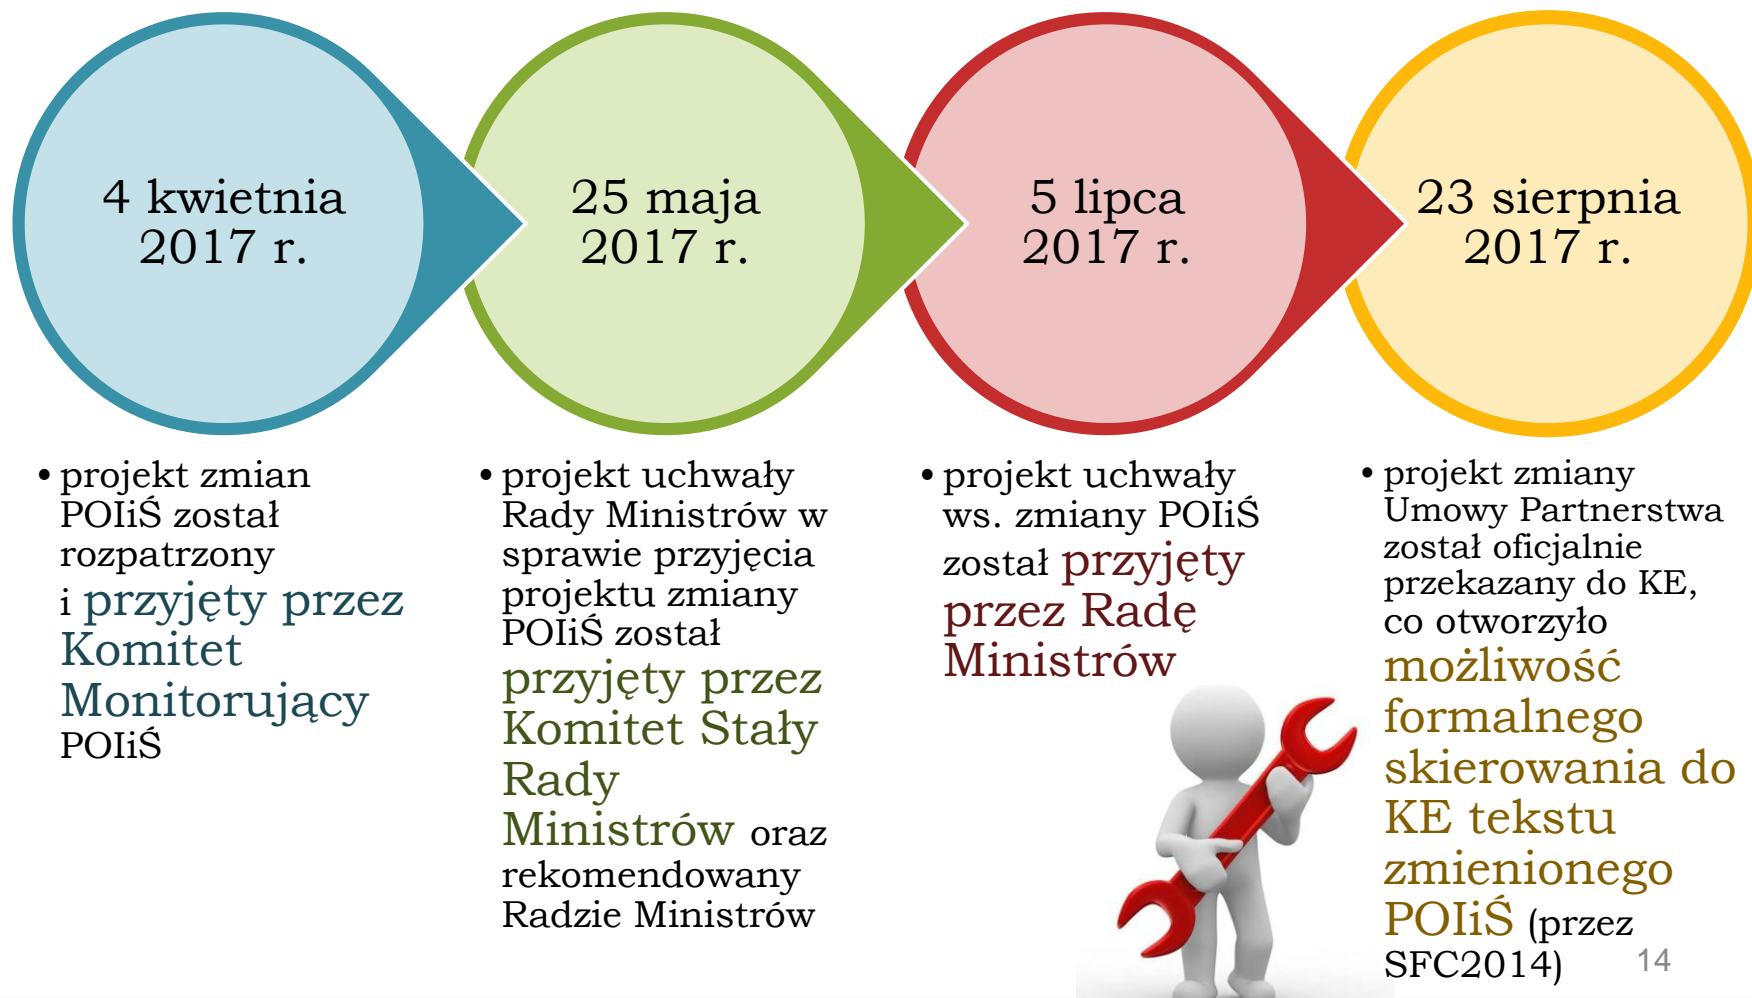 4 kwietnia
2017 r.
25 maja
2017 r.
5 lipca
2017 r.
23 sierpnia
2017 r.
• projekt zmian
POIiŚ został
rozpatrzony
i przyjęty przez
Komitet
Monitorujący
POIiŚ
• projekt uchwały
Rady Ministrów w
sprawie przyjęcia
projektu zmiany
POIiŚ został
przyjęty przez
Komitet Stały
Rady
Ministrów oraz
rekomendowany
Radzie Ministrów
• projekt uchwały
ws. zmiany POIiŚ
został przyjęty
przez Radę
Ministrów
• projekt zmiany
Umowy Partnerstwa
został oficjalnie
przekazany do KE,
co otworzyło
możliwość
formalnego
skierowania do
KE tekstu
zmienionego
POIiŚ (przez
SFC2014)
14